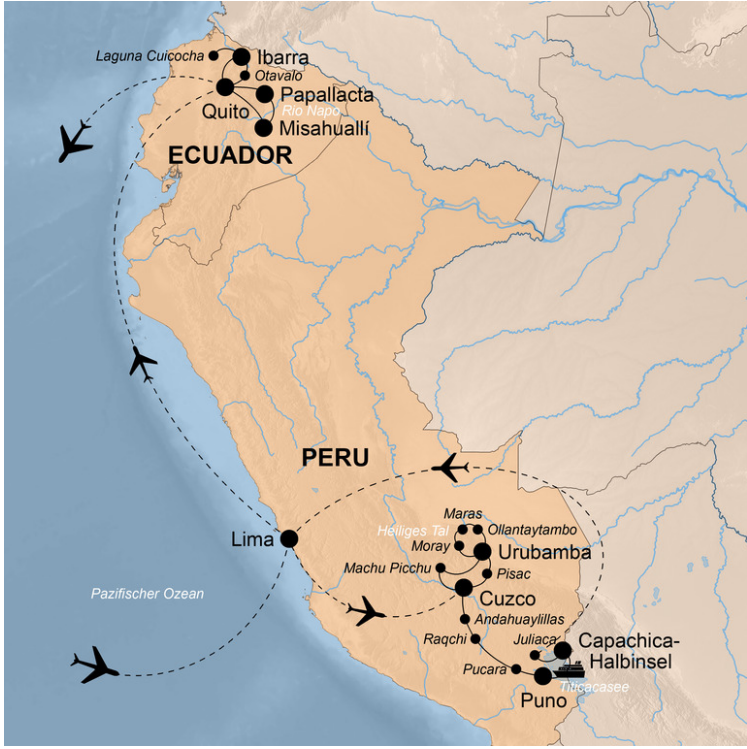 Laguna Cuicocha
Ibarra
Otavalo
Quito
Papallacta
Rio Napo
Misahuallí
ECUADOR
PERU
Lima
Maras
Heiliges Tal
Ollantaytambo
Moray
Urubamba
Machu Picchu
Pisac
Cuzco
Pazifischer Ozean
Andahuaylillas
Raqchi
Juliaca
Capachica-
Halbinsel
Pucara
Titicacasee
Puno